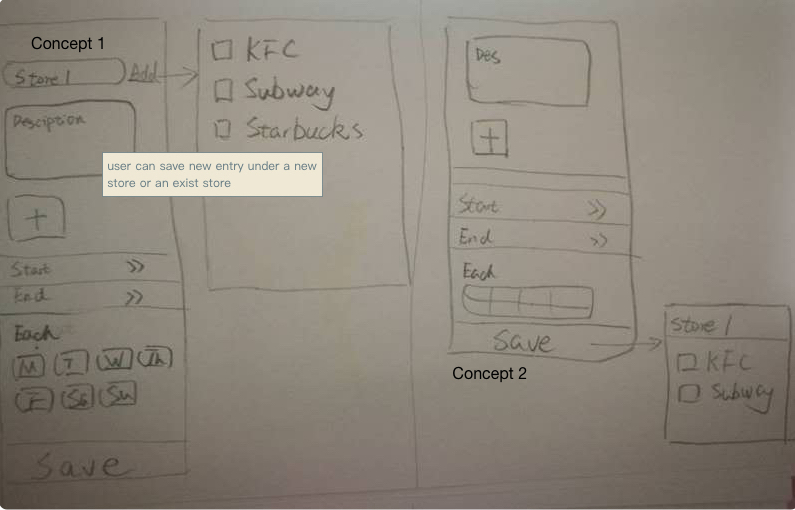 Concept 1
Store 1
Add
Desciption
+
Start >>
End >>
Each
M T W Th
F Sa Su
Save
KFC
Subway
Starbucks
user can save new entry under a new
store or an exist store
Des
+
Start >>
End >>
Each
Save
Concept 2
Store 1
KFC
Subway